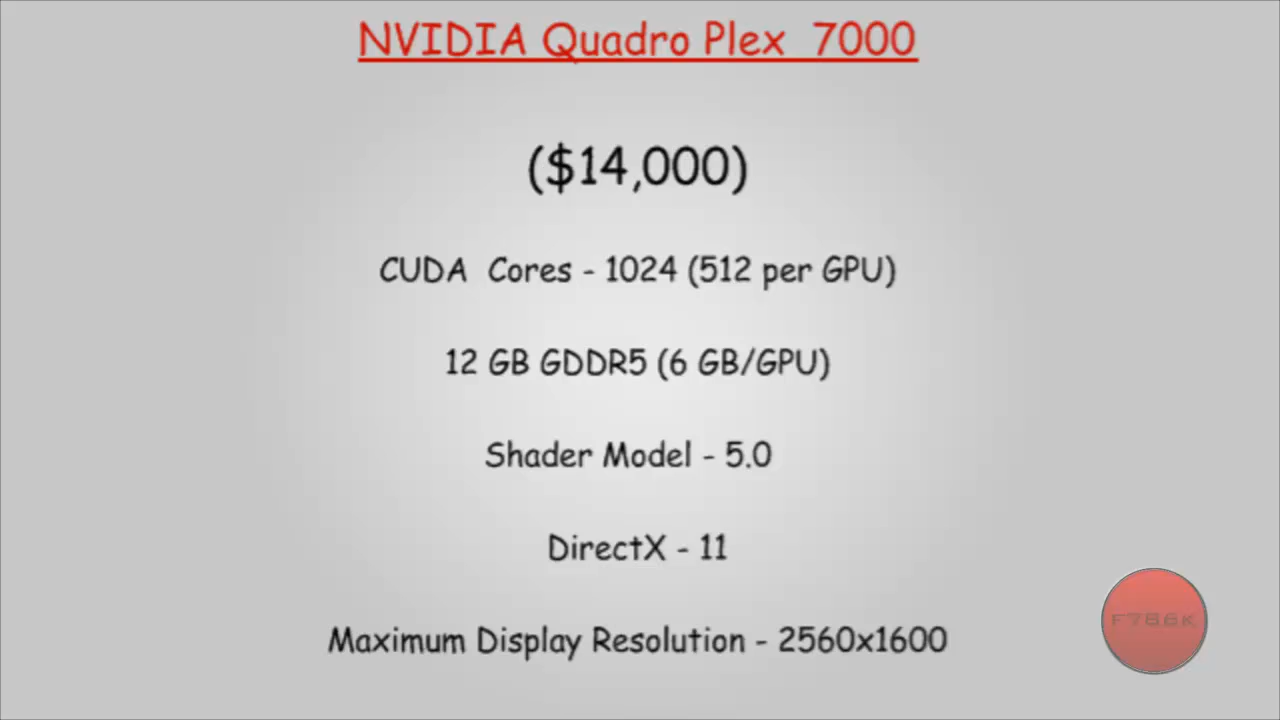 NVIDIA Quadro Plex 7000
($14,000)
CUDA Cores - 1024 (512 per GPU)
12 GB GDDR5 (6 GB/GPU)
Shader Model - 5.0
DirectX - 11
Maximum Display Resolution - 2560x1600